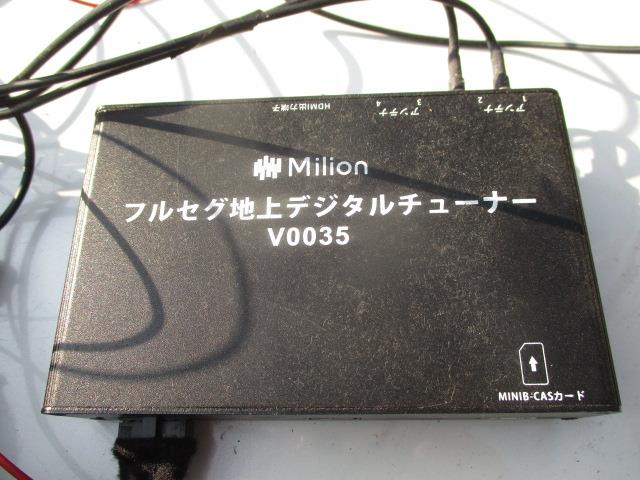 HDMI出力端子
アンテナ
4
アンテナ
3
アンテナ
2
アンテナ
1
Milion
フルセグ地上デジタルチューナー
V0035
MINIB-CASカード